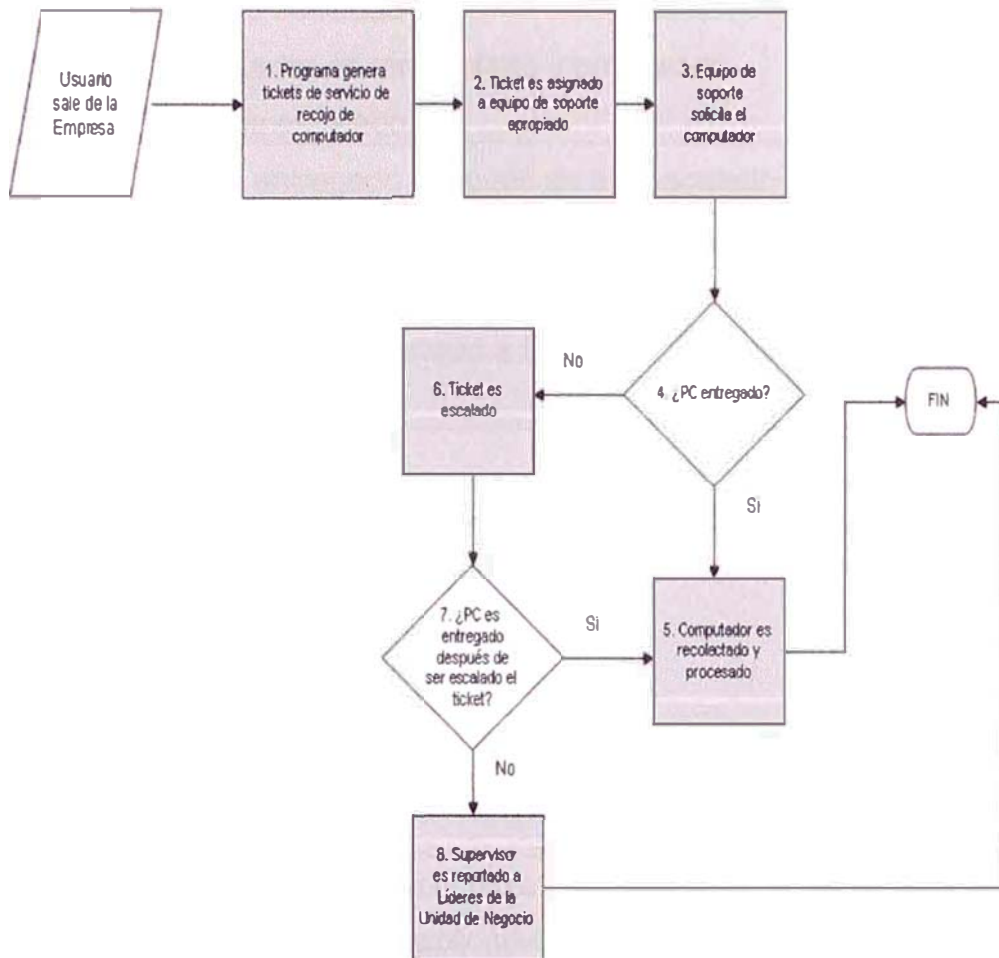 Usuario
sale de la
Empresa
1. Programa genera
tickets de servicio de
recojo de
computador
2. Ticket es asignado
a equipo de soporte
apropiado
3. Equipo de
soporte
solicita el
computador
No
6. Ticket es
escalado
4. ¿PC entregado?
FIN
Si
7. ¿PC es
entregado
después de
ser escalado el
ticket?
Si
5. Computador es
recolectado y
procesado
No
8. Supervisor
es reportado a
Líderes de la
Unidad de Negocio